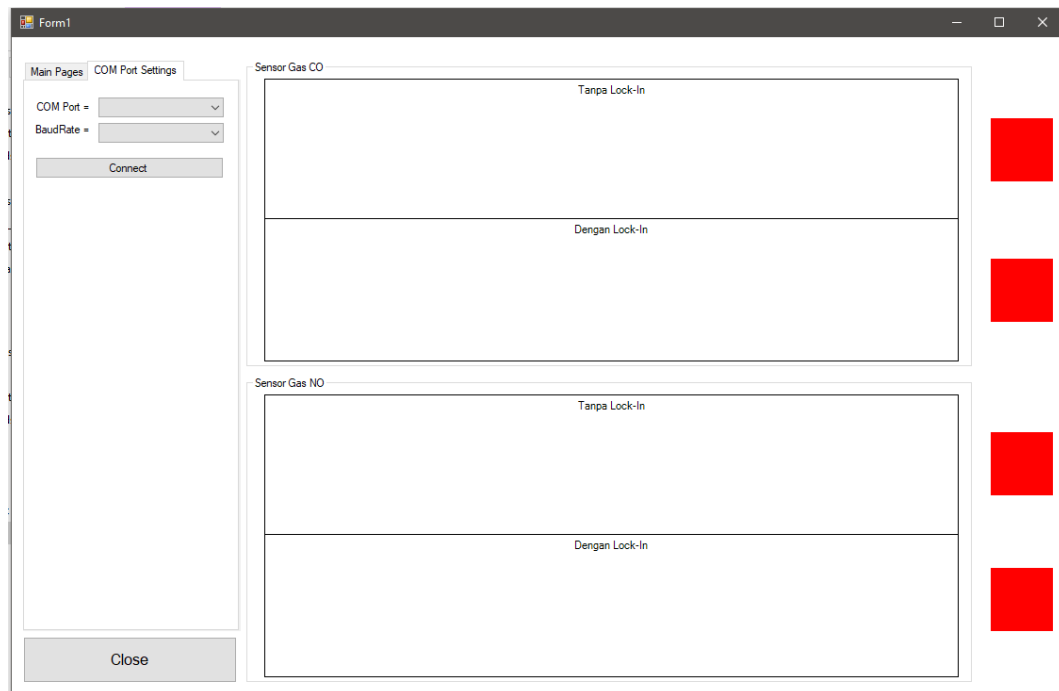 Form1
Main Pages
COM Port Settings
COM Port =
BaudRate =
Connect
Close
Sensor Gas CO
Tanpa Lock-In
Dengan Lock-In
Sensor Gas NO
Tanpa Lock-In
Dengan Lock-In